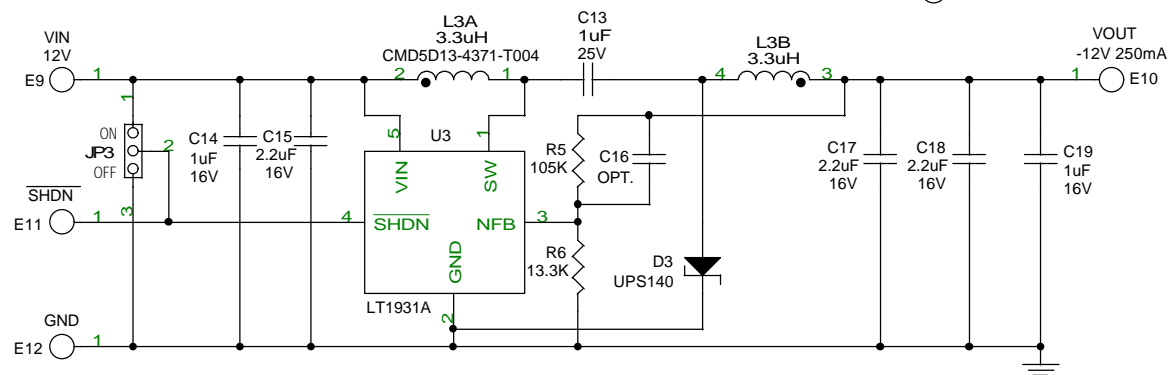 VIN
12V
E9
1
L3A
3.3uH
CMD5D13-4371-T004
2
1
C13
1uF
25V
L3B
3.3uH
4
3
VOUT
-12V 250mA
1
E10
1
ON
JP3
OFF
2
3
C14
1uF
16V
C15
2.2uF
16V
5
U3
1
VIN
SW
SHDN
NFB
GND
4
3
2
LT1931A
R5
105K
C16
OPT.
R6
13.3K
D3
UPS140
C17
2.2uF
16V
C18
2.2uF
16V
C19
1uF
16V
SHDN
E11
1
GND
E12
1